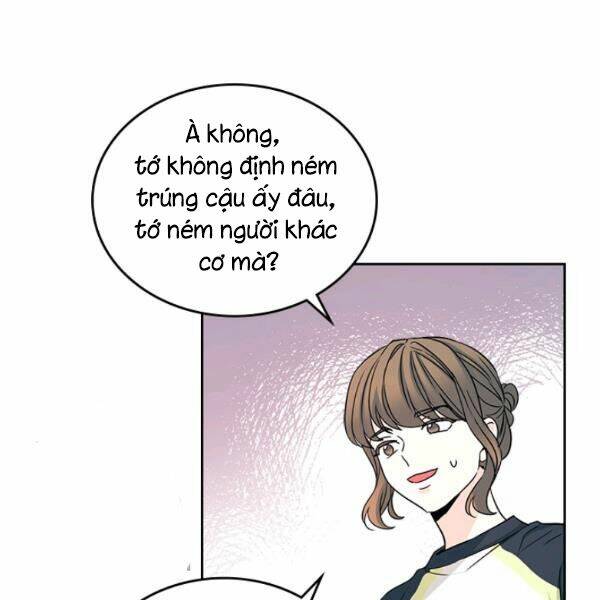 À không,
tớ không định ném
trúng cậu ấy đâu,
tớ ném người khác
cơ mà?